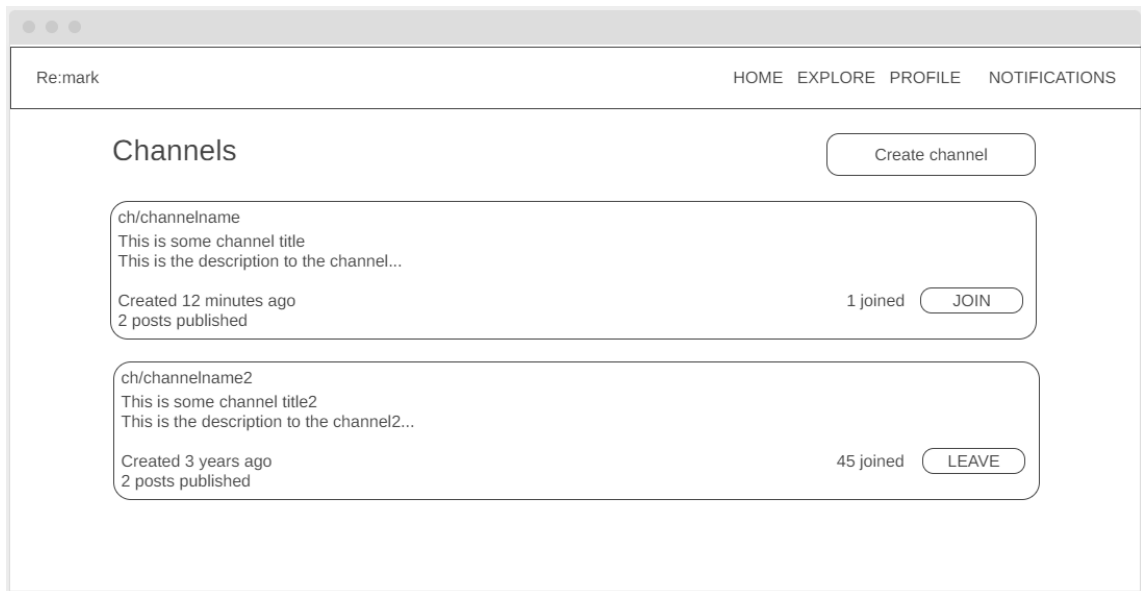 Re:mark
HOME EXPLORE PROFILE NOTIFICATIONS
Channels
Create channel
ch/channelname
This is some channel title
This is the description to the channel...
Created 12 minutes ago
2 posts published
1 joined
JOIN
ch/channelname2
This is some channel title2
This is the description to the channel2...
Created 3 years ago
2 posts published
45 joined
LEAVE